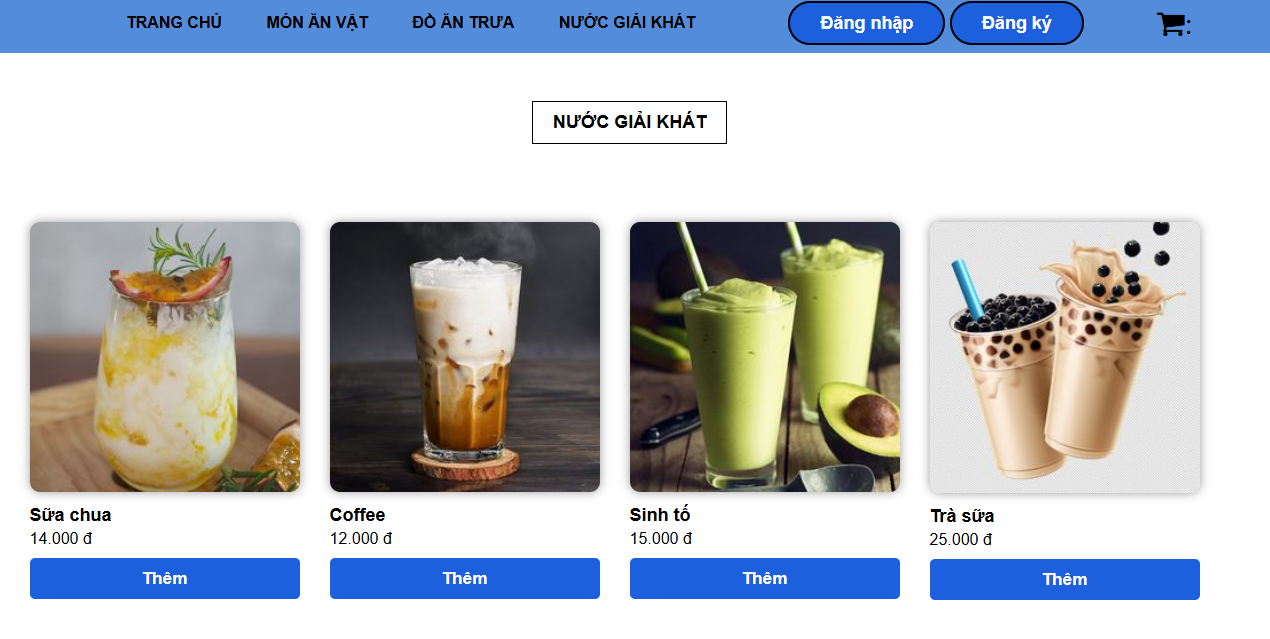 TRANG CHỦ MÓN ĂN VẶT ĐỒ ĂN TRƯA NƯỚC GIẢI KHÁT Đăng nhập Đăng ký :
NƯỚC GIẢI KHÁT
Sữa chua
14.000 đ
Thêm
Coffee
12.000 đ
Thêm
Sinh tố
15.000 đ
Thêm
Trà sữa
25.000 đ
Thêm